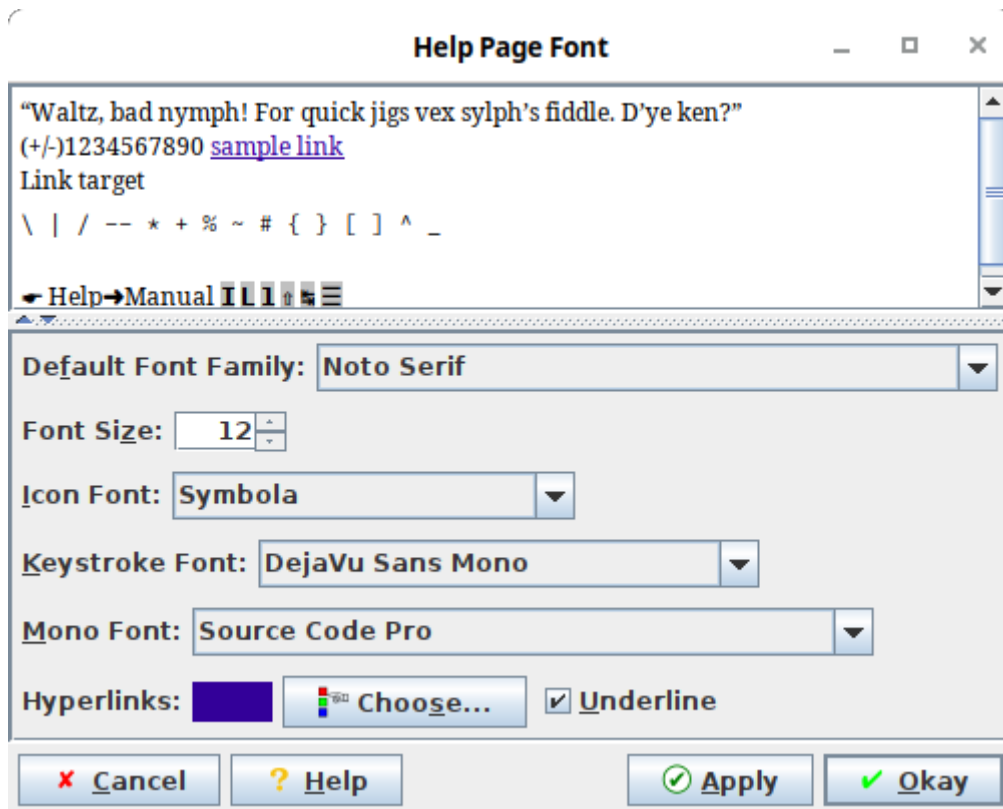 Help Page Font
“Waltz, bad nymph! For quick jigs vex sylph’s fiddle. D’ye ken?”
(+/-)1234567890 sample link
Link target
\ | / -- * + % ~ # { } [ ] ^ _
☛ Help➜Manual I L l ⇧ ↹ ☰
Default Font Family: Noto Serif
Font Size: 12
Icon Font: Symbola
Keystroke Font: DejaVu Sans Mono
Mono Font: Source Code Pro
Hyperlinks: Choose... Underline
✘ Cancel ? Help Apply ✔ Okay